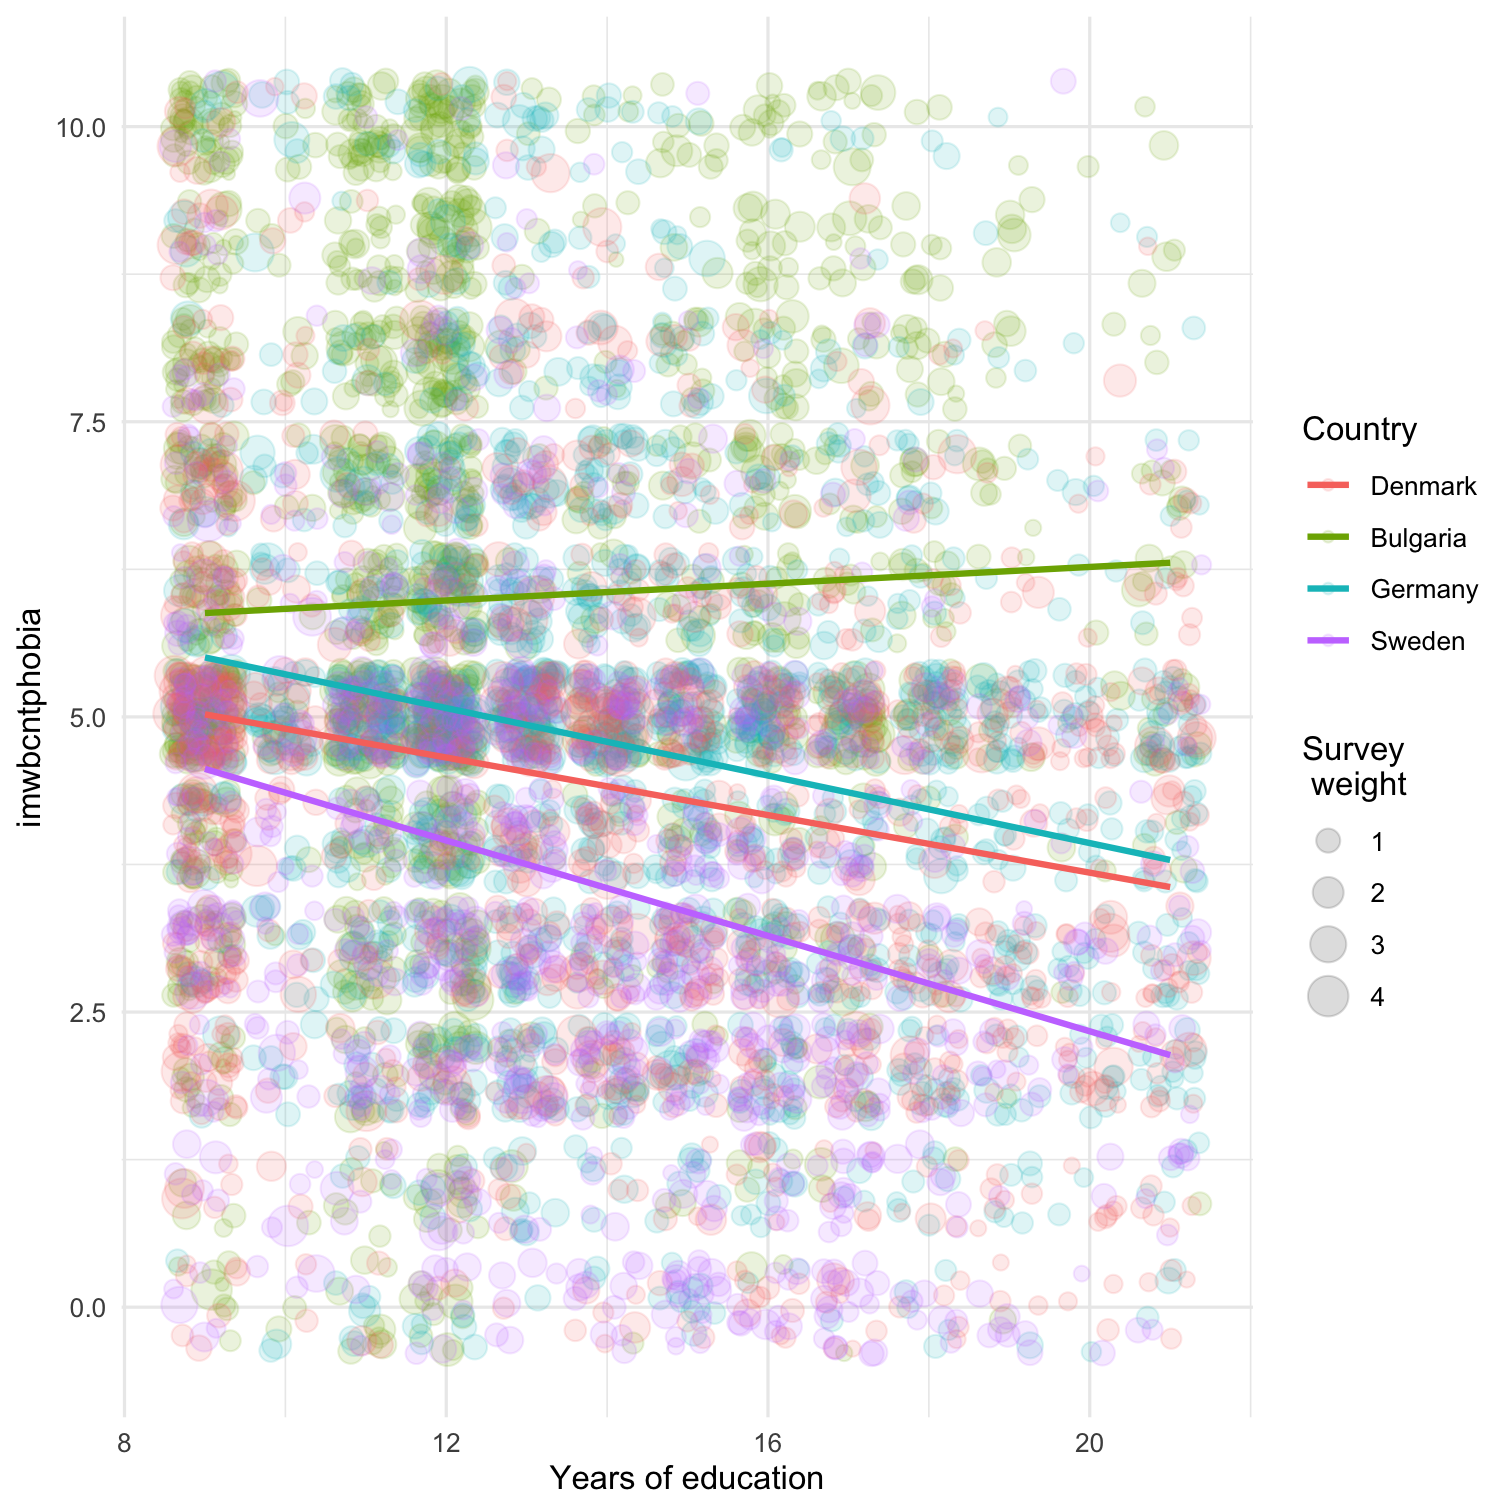 10.0
7.5
5.0
2.5
0.0
imwbcntphobia
8
12
16
20
Years of education
Country
Denmark
Bulgaria
Germany
Sweden
Survey
weight
1
2
3
4